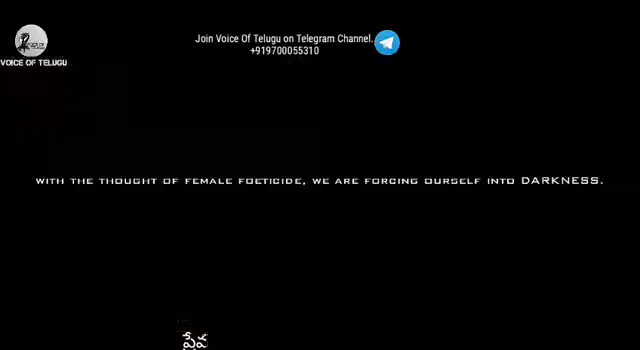 Join Voice Of Telugu on Telegram Channel.
+919700055310
VOICE OF TELUGU
WITH THE THOUGHT OF FEMALE FOETICIDE, WE ARE FORCING OURSELF INTO DARKNESS.